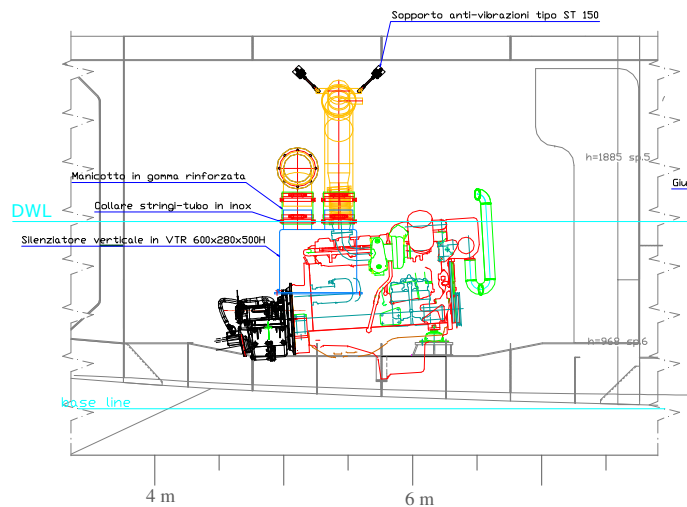 Sopporto anti-vibrazioni tipo ST 150
h=1885 sp.5
Manicotto in gomma rinforzata
Giu
Collare stringi-tubo in inox
DWL
Silenziatore verticale in VTR 600x280x500H
h=968 sp.6
base line
4 m
6 m